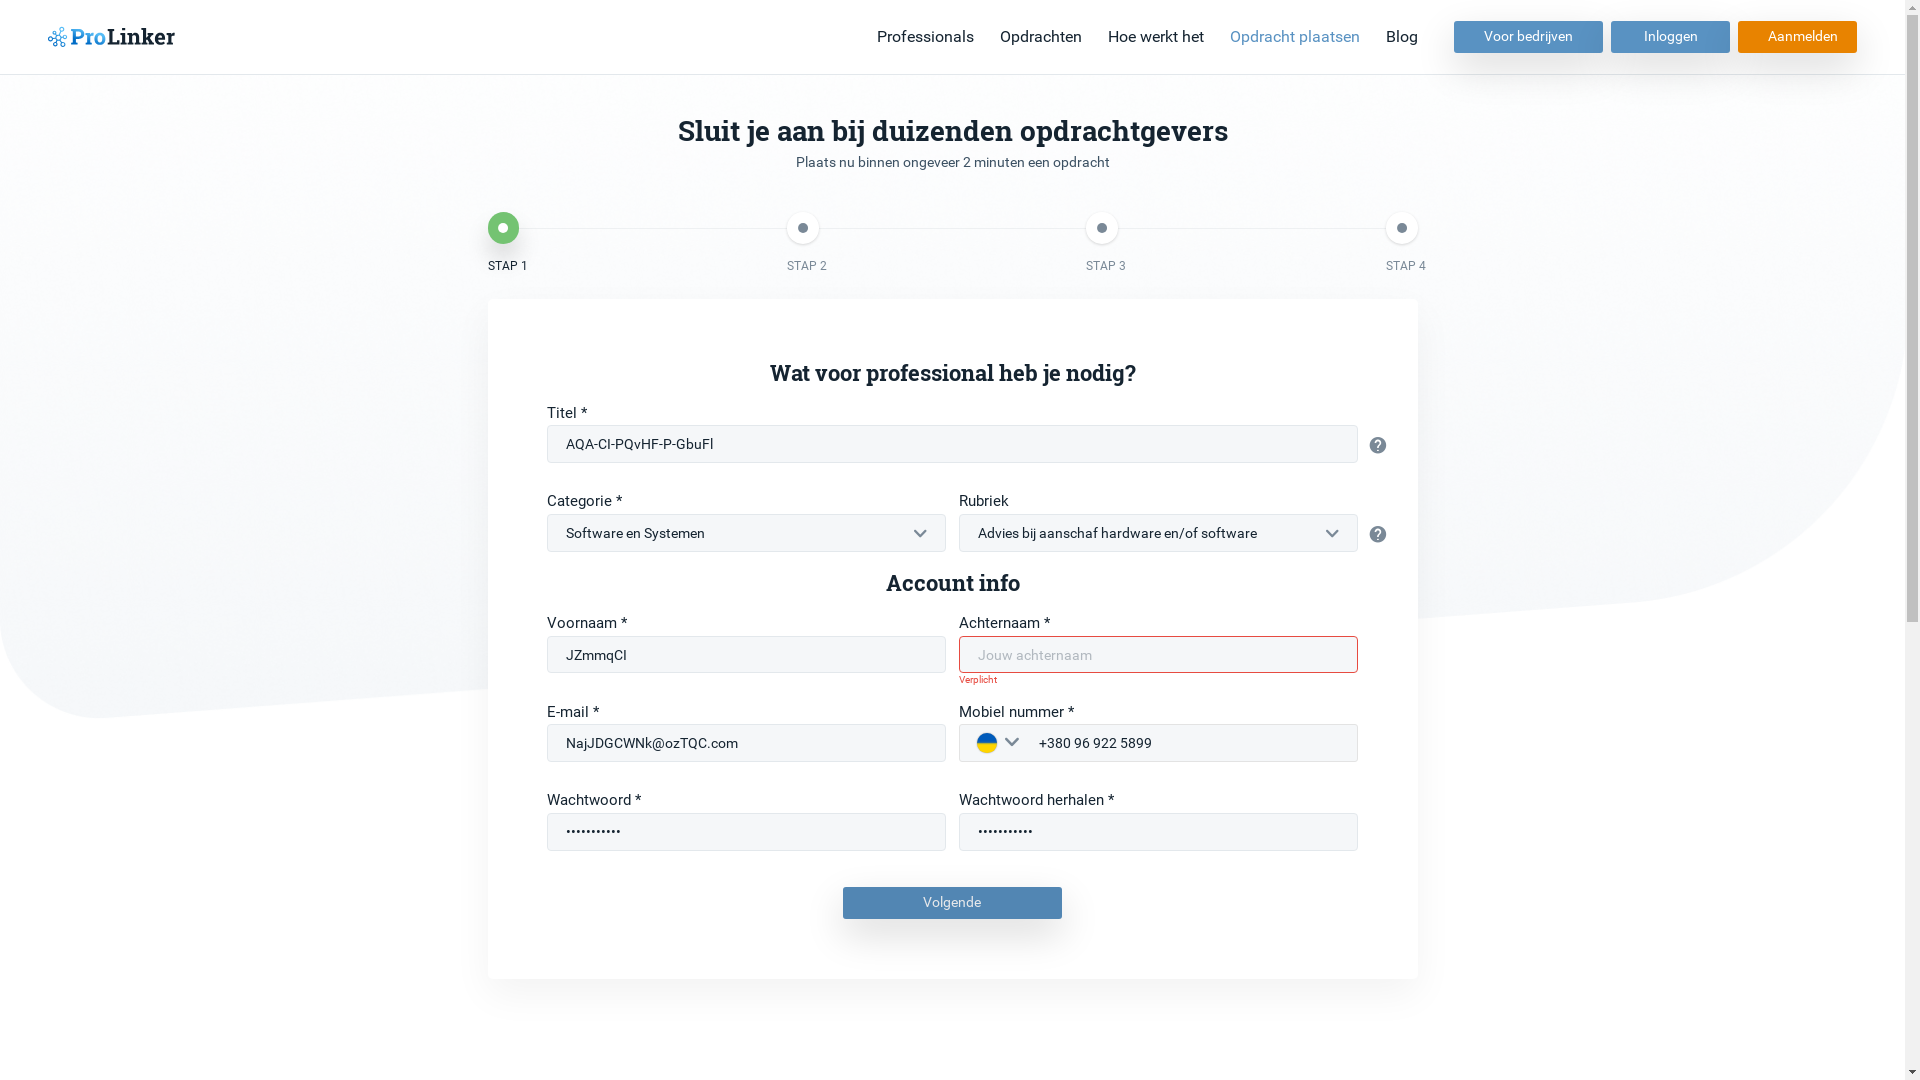 ProLinker
Professionals Opdrachten Hoe werkt het Opdracht plaatsen Blog Voor bedrijven Inloggen Aanmelden
Sluit je aan bij duizenden opdrachtgevers
Plaats nu binnen ongeveer 2 minuten een opdracht
STAP 1 STAP 2 STAP 3 STAP 4
Wat voor professional heb je nodig?
Titel *
AQA-CI-PQvHF-P-GbuFl
Categorie * Rubriek
Software en Systemen Advies bij aanschaf hardware en/of software
Account info
Voornaam * Achternaam *
JZmmqCI Jouw achternaam
Verplicht
E-mail * Mobiel nummer *
NajJDGCWNk@ozTQC.com +380 96 922 5899
Wachtwoord * Wachtwoord herhalen *
••••••••••• •••••••••••
Volgende